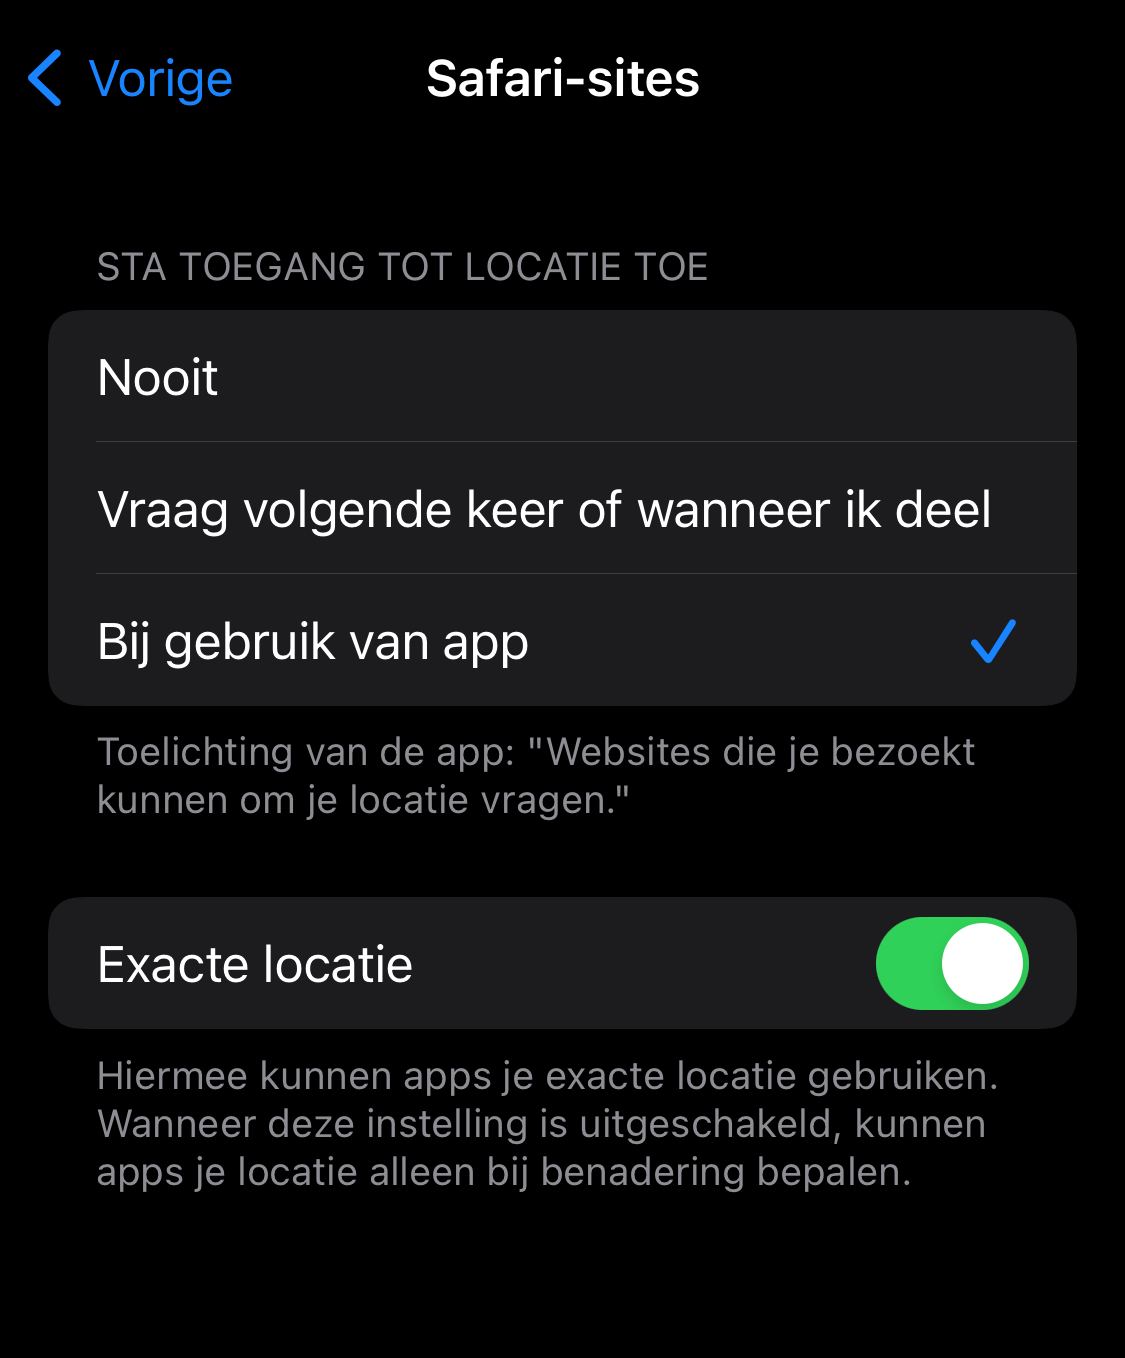 Vorige
Safari-sites
STA TOEGANG TOT LOCATIE TOE
Nooit
Vraag volgende keer of wanneer ik deel
Bij gebruik van app
Toelichting van de app: "Websites die je bezoekt
kunnen om je locatie vragen."
Exacte locatie
Hiermee kunnen apps je exacte locatie gebruiken.
Wanneer deze instelling is uitgeschakeld, kunnen
apps je locatie alleen bij benadering bepalen.